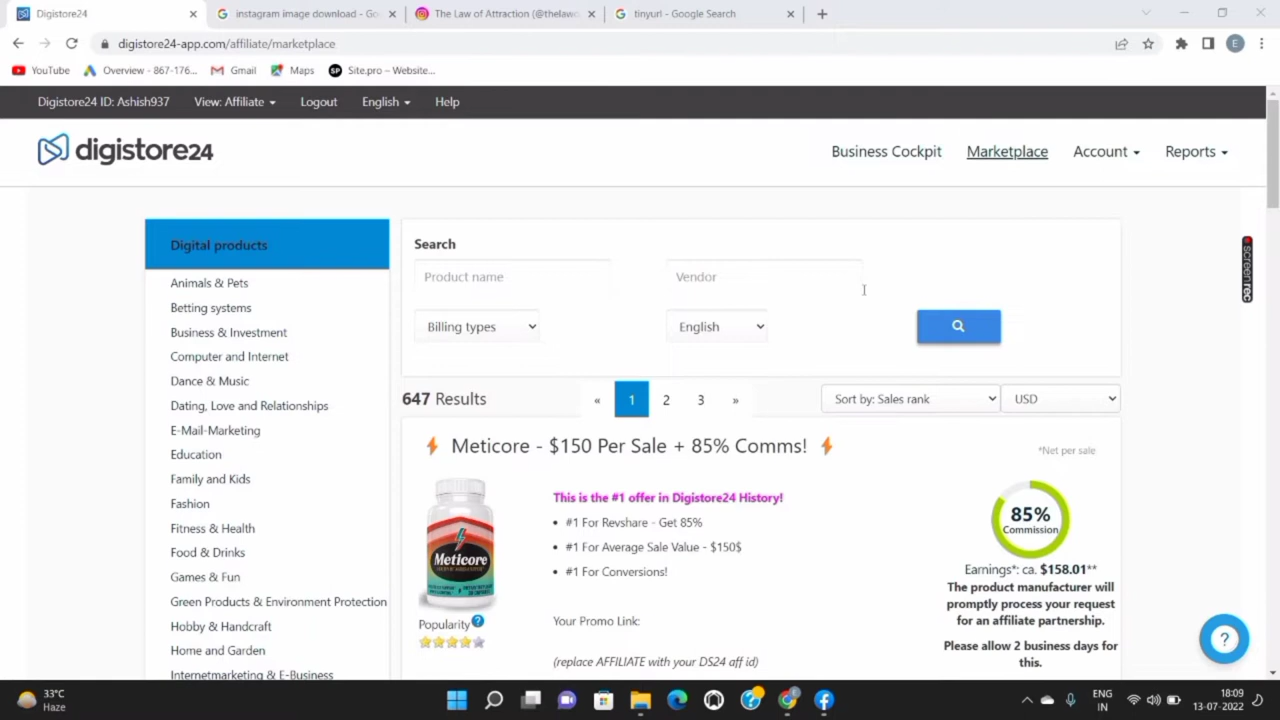 Digistore24
instagram image download - Go
The Law of Attraction (@thelawo
tinyurl - Google Search
digistore24-app.com/affiliate/marketplace
E
YouTube
Overview - 867-176...
Gmail
Maps
SP
Site.pro – Website...
Digistore24 ID: Ashish937
View: Affiliate
Logout
English
Help
digistore24
Business Cockpit
Marketplace
Account
Reports
Digital products
Animals & Pets
Betting systems
Business & Investment
Computer and Internet
Dance & Music
Dating, Love and Relationships
E-Mail-Marketing
Education
Family and Kids
Fashion
Fitness & Health
Food & Drinks
Games & Fun
Green Products & Environment Protection
Hobby & Handcraft
Home and Garden
Internetmarketing & E-Business
Search
Product name
Vendor
Billing types
English
647 Results
« 1 2 3 »
Sort by: Sales rank
USD
Meticore - $150 Per Sale + 85% Comms!
*Net per sale
This is the #1 offer in Digistore24 History!
• #1 For Revshare - Get 85%
• #1 For Average Sale Value - $150$
• #1 For Conversions!
Meticore
Popularity
Your Promo Link:
(replace AFFILIATE with your DS24 aff id)
85%
Commission
Earnings*: ca. $158.01**
The product manufacturer will
promptly process your request
for an affiliate partnership.
Please allow 2 business days for
this.
screenrec
33°C
Haze
ENG
IN
18:09
13-07-2022